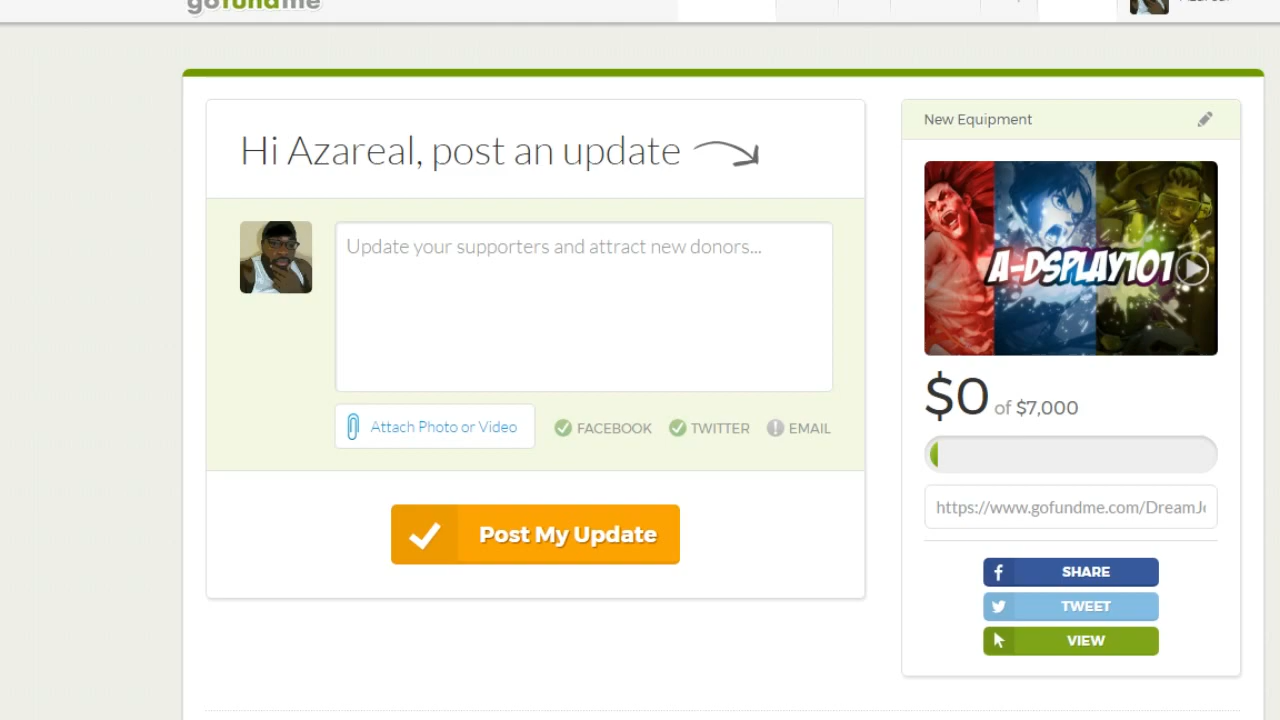 gofundme
Hi Azareal, post an update
Update your supporters and attract new donors...
Attach Photo or Video
FACEBOOK
TWITTER
EMAIL
Post My Update
New Equipment
A-DSPLAY101
$0 of $7,000
https://www.gofundme.com/DreamJ
SHARE
TWEET
VIEW